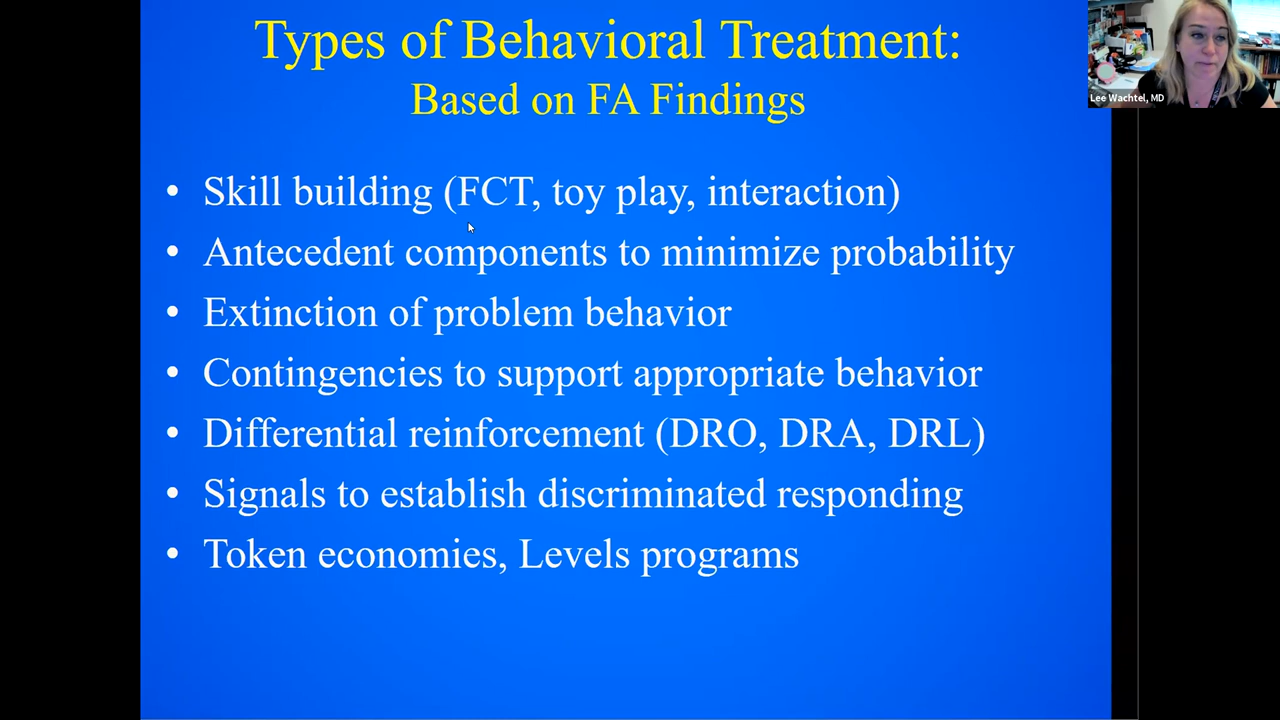 Types of Behavioral Treatment:
Based on FA Findings
• Skill building (FCT, toy play, interaction)
• Antecedent components to minimize probability
• Extinction of problem behavior
• Contingencies to support appropriate behavior
• Differential reinforcement (DRO, DRA, DRL)
• Signals to establish discriminated responding
• Token economies, Levels programs
Lee Wachtel, MD